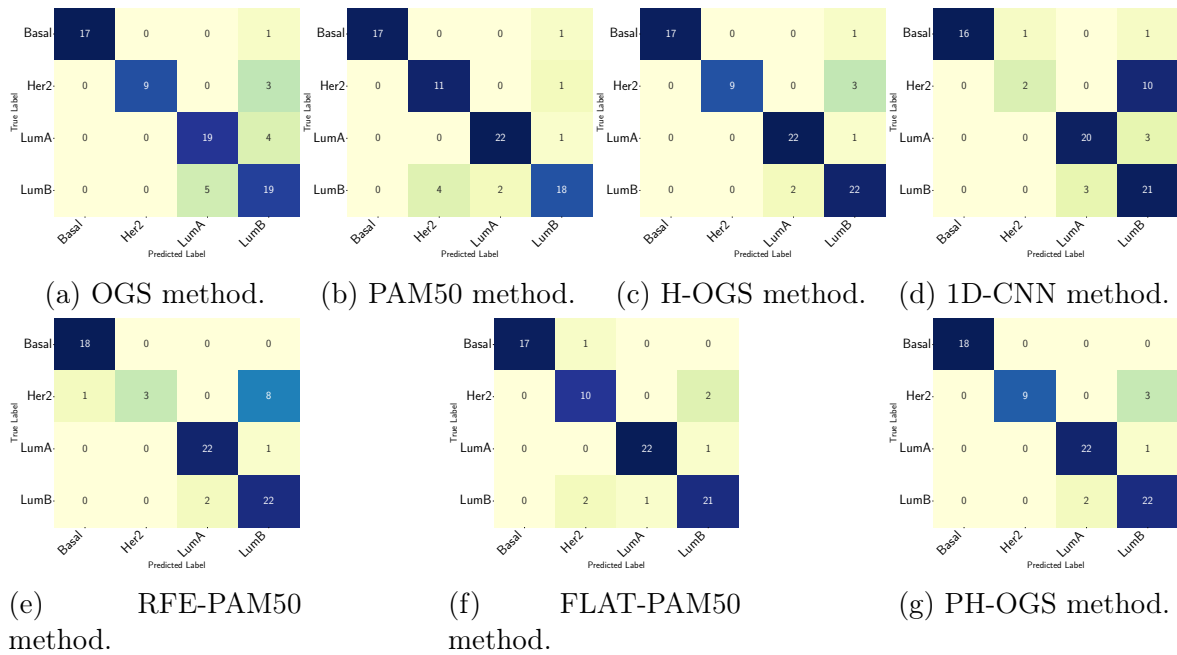 Basal 17 0 0 1 Basal 17 0 0 1 Basal 17 0 0 1 Basal 16 1 0 1
Her2 0 9 0 3 Her2 0 11 0 1 Her2 0 9 0 3 Her2 0 2 0 10
True Label True Label True Label True Label
LumA 0 0 19 4 LumA 0 0 22 1 LumA 0 0 22 1 LumA 0 0 20 3
LumB 0 0 5 19 LumB 0 4 2 18 LumB 0 0 2 22 LumB 0 0 3 21
Basal Her2 LumA LumB Basal Her2 LumA LumB Basal Her2 LumA LumB Basal Her2 LumA LumB
Predicted Label Predicted Label Predicted Label Predicted Label
(a) OGS method. (b) PAM50 method. (c) H-OGS method. (d) 1D-CNN method.
Basal 18 0 0 0 Basal 17 1 0 0 Basal 18 0 0 0
Her2 1 3 0 8 Her2 0 10 0 2 Her2 0 9 0 3
True Label True Label True Label
LumA 0 0 22 1 LumA 0 0 22 1 LumA 0 0 22 1
LumB 0 0 2 22 LumB 0 2 1 21 LumB 0 0 2 22
Basal Her2 LumA LumB Basal Her2 LumA LumB Basal Her2 LumA LumB
Predicted Label Predicted Label Predicted Label
(e) RFE-PAM50 (f) FLAT-PAM50 (g) PH-OGS method.
method. method.